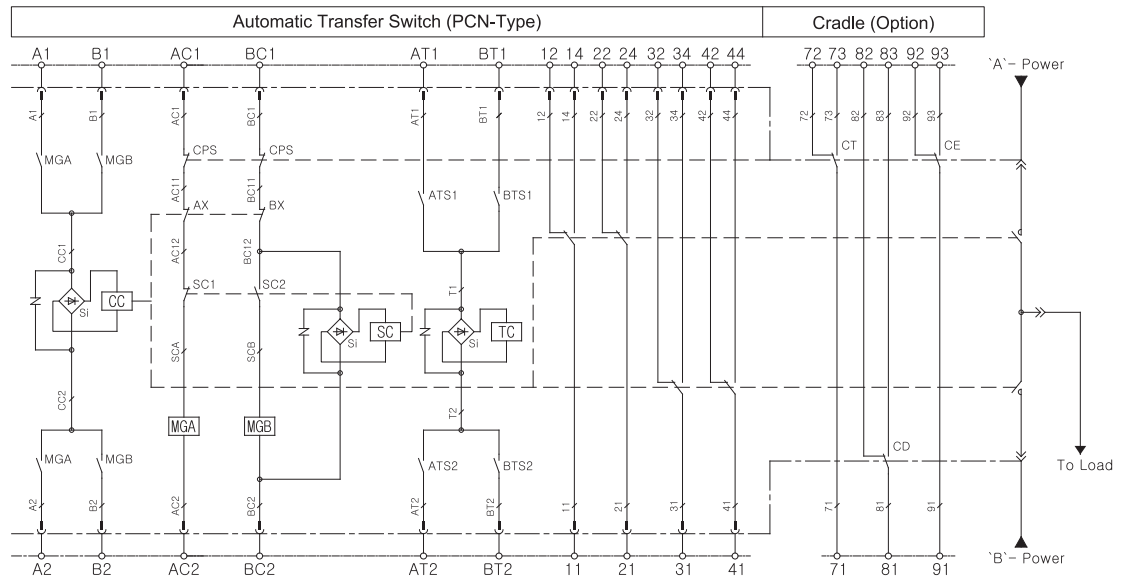 Automatic Transfer Switch (PCN-Type) Cradle (Option)
A1 B1 AC1 BC1 AT1 BT1 12 14 22 24 32 34 42 44 72 73 82 83 92 93
`A`- Power
A1 B1 AC1 BC1 AT1 BT1 12 14 22 24 32 34 42 44 72 73 82 83 92 93
MGA MGB CPS CPS CT CE
AC11 BC11 ATS1 BTS1
AX BX
CC1 AC12 BC12
SC1 SC2 T1
CC Si SC Si TC Si
SCA SCB
CC2 T2
MGA MGB
MGA MGB ATS2 BTS2 CD
To Load
A2 B2 AC2 BC2 AT2 BT2 11 21 31 41 71 81 91
A2 B2 AC2 BC2 AT2 BT2 11 21 31 41 71 81 91
`B`- Power